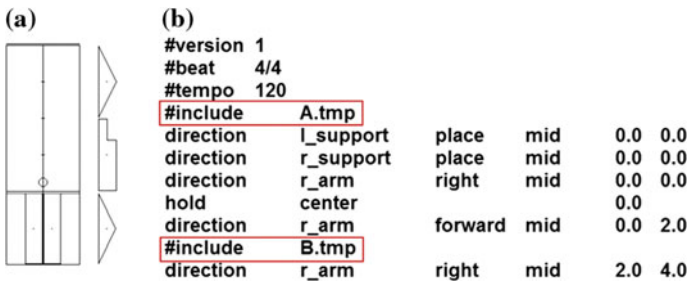 (a) (b)
#version 1
#beat 4/4
#tempo 120
#include A.tmp
direction l_support place mid 0.0 0.0
direction r_support place mid 0.0 0.0
direction r_arm right mid 0.0 0.0
hold center 0.0
direction r_arm forward mid 0.0 2.0
#include B.tmp
direction r_arm right mid 2.0 4.0